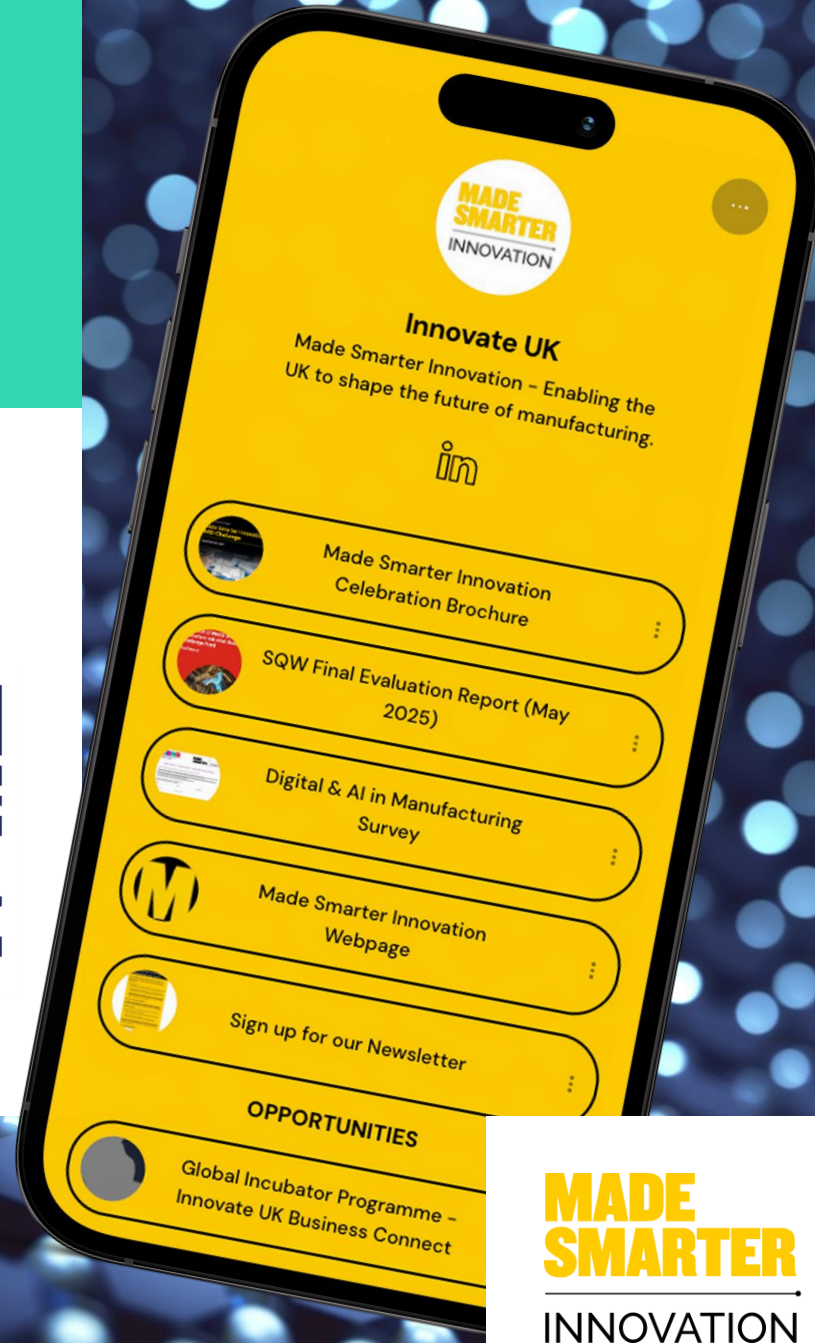 MADE
SMARTER
INNOVATION
Innovate UK
Made Smarter Innovation – Enabling the
UK to shape the future of manufacturing.
in
Made Smarter Innovation
Celebration Brochure
SQW Final Evaluation Report (May
2025)
Digital & AI in Manufacturing
Survey
Made Smarter Innovation
Webpage
Sign up for our Newsletter
OPPORTUNITIES
Global Incubator Programme –
Innovate UK Business Connect
MADE
SMARTER
INNOVATION